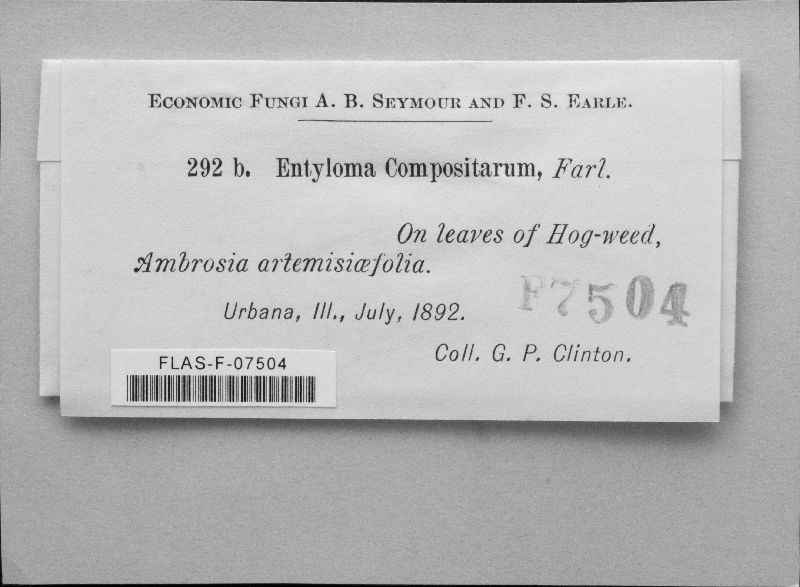 Economic Fungi A. B. Seymour and F. S. Earle.
292 b. Entyloma Compositarum, Farl.
On leaves of Hog-weed,
Ambrosia artemisiæfolia.
Urbana, Ill., July, 1892.
F7504
Coll. G. P. Clinton.
FLAS-F-07504